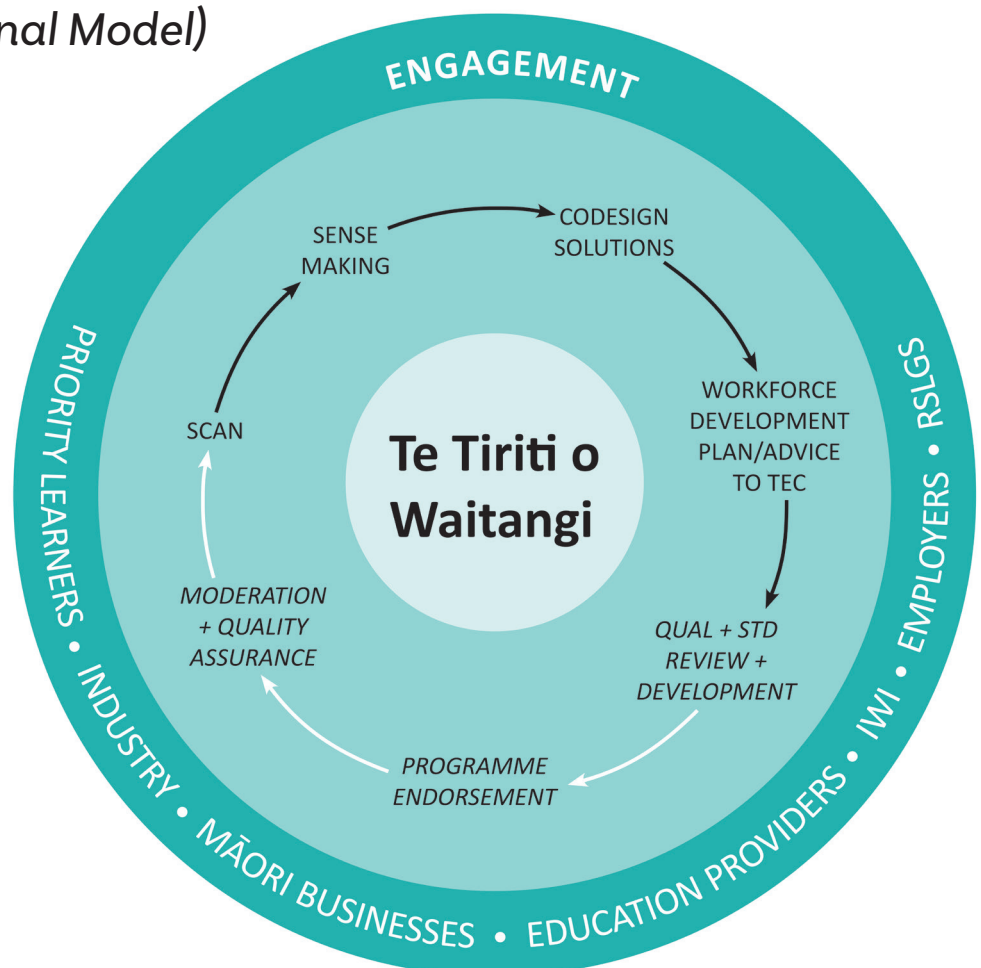 nal Model)
ENGAGEMENT
SENSE
MAKING
CODESIGN
SOLUTIONS
WORKFORCE
DEVELOPMENT
PLAN/ADVICE
TO TEC
QUAL + STD
REVIEW +
DEVELOPMENT
PROGRAMME
ENDORSEMENT
MODERATION
+ QUALITY
ASSURANCE
SCAN
Te Tiriti o
Waitangi
PRIORITY LEARNERS • INDUSTRY • MĀORI BUSINESSES • EDUCATION PROVIDERS • IWI • EMPLOYERS • RSLGS